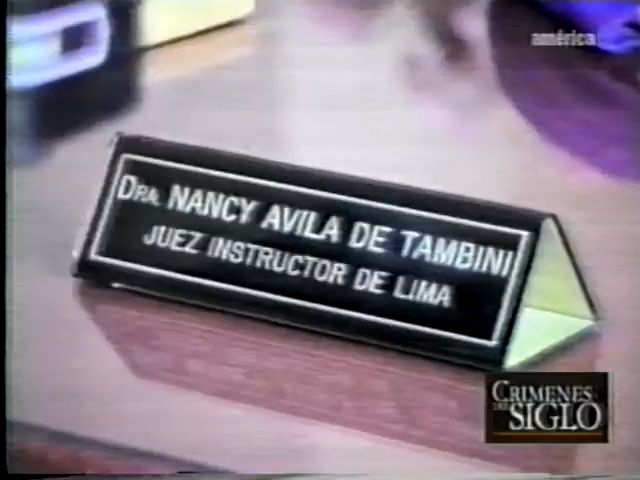 américa
DRA. NANCY AVILA DE TAMBINI
JUEZ INSTRUCTOR DE LIMA
CRIMENES
DEL SIGLO